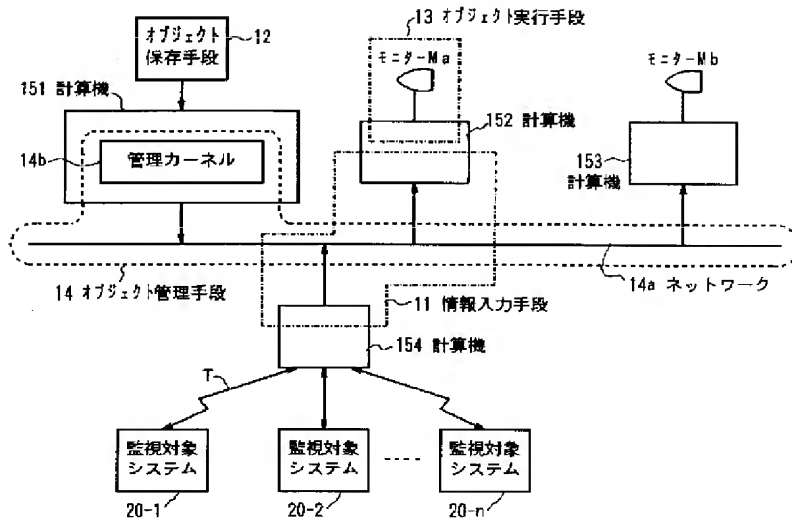 13 オブジェクト実行手段
オブジェクト
保存手段
12
モニターMa
モニターMb
151 計算機
152 計算機
14b
管理カーネル
153
計算機
14 オブジェクト管理手段
14a ネットワーク
11 情報入力手段
154 計算機
T
監視対象
システム
監視対象
システム
監視対象
システム
20-1
20-2
20-n